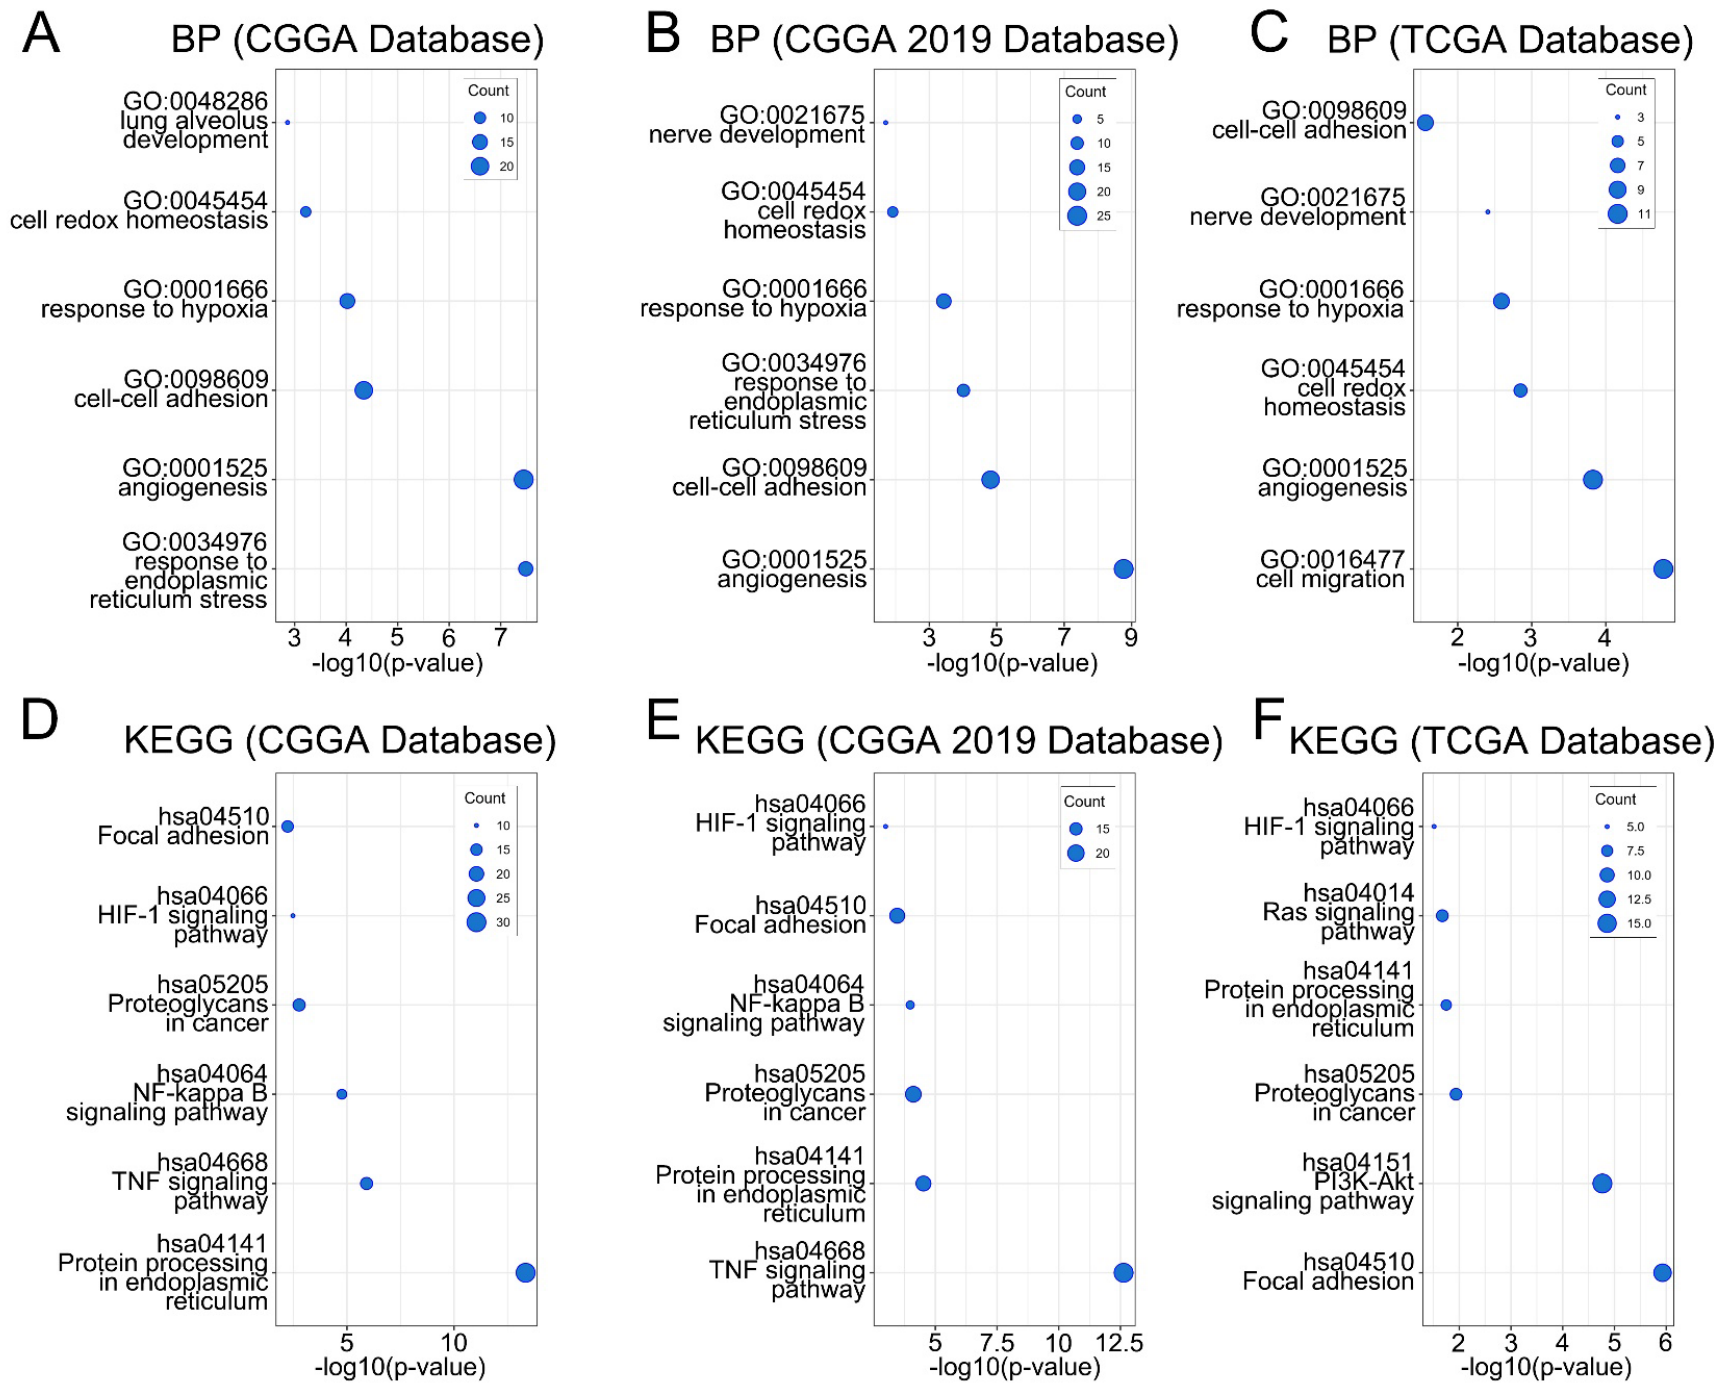 A
BP (CGGA Database)
GO:0048286
lung alveolus
development
GO:0045454
cell redox homeostasis
GO:0001666
response to hypoxia
GO:0098609
cell-cell adhesion
GO:0001525
angiogenesis
GO:0034976
response to
endoplasmic
reticulum stress
Count
10
15
20
3 4 5 6 7
-log10(p-value)
B
BP (CGGA 2019 Database)
GO:0021675
nerve development
GO:0045454
cell redox
homeostasis
GO:0001666
response to hypoxia
GO:0034976
response to
endoplasmic
reticulum stress
GO:0098609
cell-cell adhesion
GO:0001525
angiogenesis
Count
5
10
15
20
25
3 5 7 9
-log10(p-value)
C
BP (TCGA Database)
GO:0098609
cell-cell adhesion
GO:0021675
nerve development
GO:0001666
response to hypoxia
GO:0045454
cell redox
homeostasis
GO:0001525
angiogenesis
GO:0016477
cell migration
Count
3
5
7
9
11
2 3 4
-log10(p-value)
D
KEGG (CGGA Database)
hsa04510
Focal adhesion
hsa04066
HIF-1 signaling
pathway
hsa05205
Proteoglycans
in cancer
hsa04064
NF-kappa B
signaling pathway
hsa04668
TNF signaling
pathway
hsa04141
Protein processing
in endoplasmic
reticulum
Count
10
15
20
25
30
5 10
-log10(p-value)
E
KEGG (CGGA 2019 Database)
hsa04066
HIF-1 signaling
pathway
hsa04510
Focal adhesion
hsa04064
NF-kappa B
signaling pathway
hsa05205
Proteoglycans
in cancer
hsa04141
Protein processing
in endoplasmic
reticulum
hsa04668
TNF signaling
pathway
Count
15
20
5 7.5 10 12.5
-log10(p-value)
F
KEGG (TCGA Database)
hsa04066
HIF-1 signaling
pathway
hsa04014
Ras signaling
pathway
hsa04141
Protein processing
in endoplasmic
reticulum
hsa05205
Proteoglycans
in cancer
hsa04151
PI3K-Akt
signaling pathway
hsa04510
Focal adhesion
Count
5.0
7.5
10.0
12.5
15.0
2 3 4 5 6
-log10(p-value)